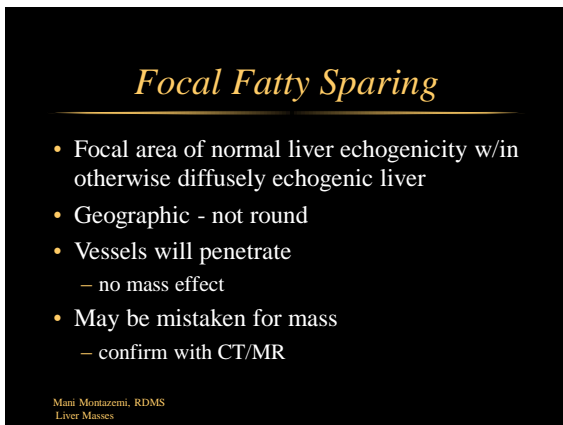 Focal Fatty Sparing
• Focal area of normal liver echogenicity w/in
otherwise diffusely echogenic liver
• Geographic - not round
• Vessels will penetrate
– no mass effect
• May be mistaken for mass
– confirm with CT/MR
Mani Montazemi, RDMS
Liver Masses